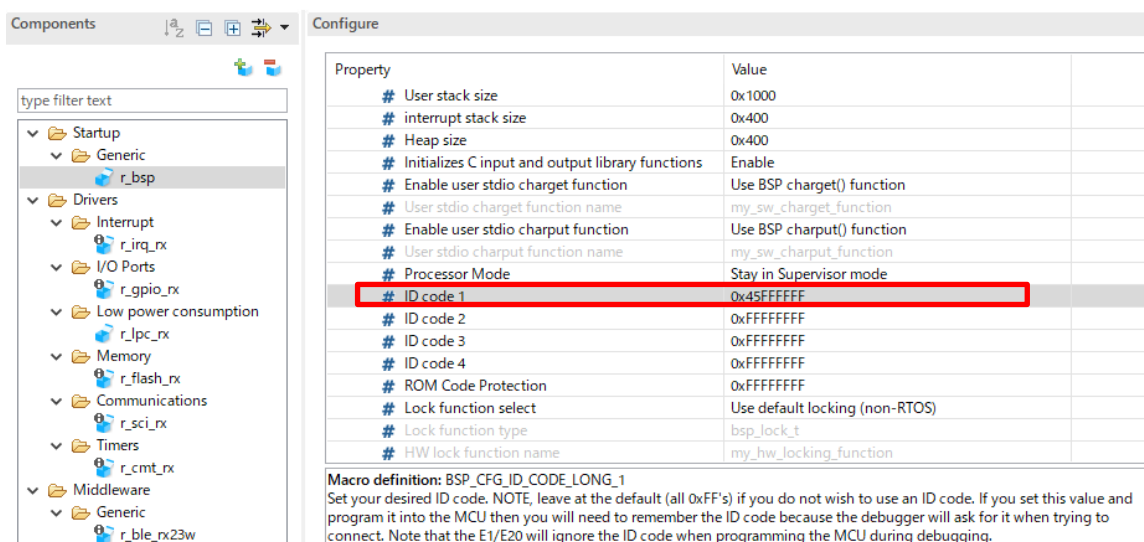 Components
Configure
type filter text
Startup
Generic
r_bsp
Drivers
Interrupt
r_irq_rx
I/O Ports
r_gpio_rx
Low power consumption
r_lpc_rx
Memory
r_flash_rx
Communications
r_sci_rx
Timers
r_cmt_rx
Middleware
Generic
r_ble_rx23w
Property Value
# User stack size 0x1000
# interrupt stack size 0x400
# Heap size 0x400
# Initializes C input and output library functions Enable
# Enable user stdio charget function Use BSP charget() function
# User stdio charget function name my_sw_charget_function
# Enable user stdio charput function Use BSP charput() function
# User stdio charput function name my_sw_charput_function
# Processor Mode Stay in Supervisor mode
# ID code 1 0x45FFFFFF
# ID code 2 0xFFFFFFFF
# ID code 3 0xFFFFFFFF
# ID code 4 0xFFFFFFFF
# ROM Code Protection 0xFFFFFFFF
# Lock function select Use default locking (non-RTOS)
# Lock function type bsp_lock_t
# HW lock function name my_hw_locking_function
Macro definition: BSP_CFG_ID_CODE_LONG_1
Set your desired ID code. NOTE, leave at the default (all 0xFF's) if you do not wish to use an ID code. If you set this value and
program it into the MCU then you will need to remember the ID code because the debugger will ask for it when trying to
connect. Note that the E1/E20 will ignore the ID code when programming the MCU during debugging.